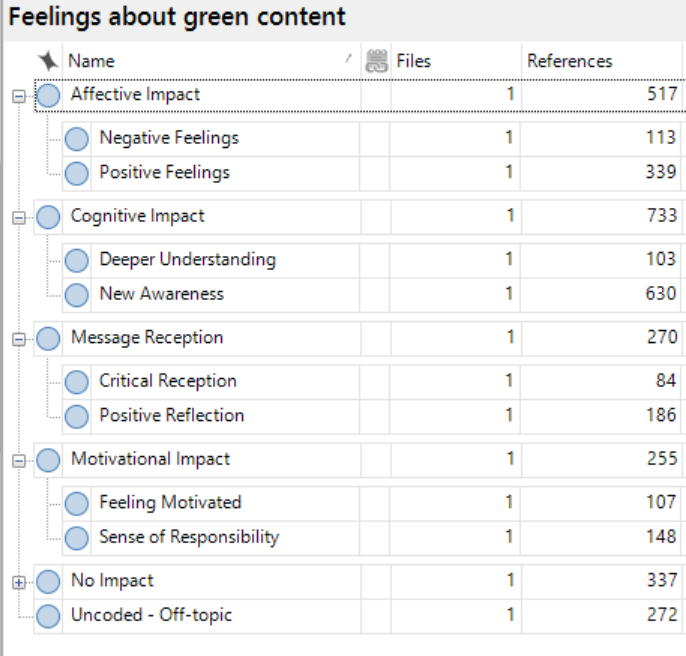 Feelings about green content
Name Files References
Affective Impact 1 517
Negative Feelings 1 113
Positive Feelings 1 339
Cognitive Impact 1 733
Deeper Understanding 1 103
New Awareness 1 630
Message Reception 1 270
Critical Reception 1 84
Positive Reflection 1 186
Motivational Impact 1 255
Feeling Motivated 1 107
Sense of Responsibility 1 148
No Impact 1 337
Uncoded - Off-topic 1 272